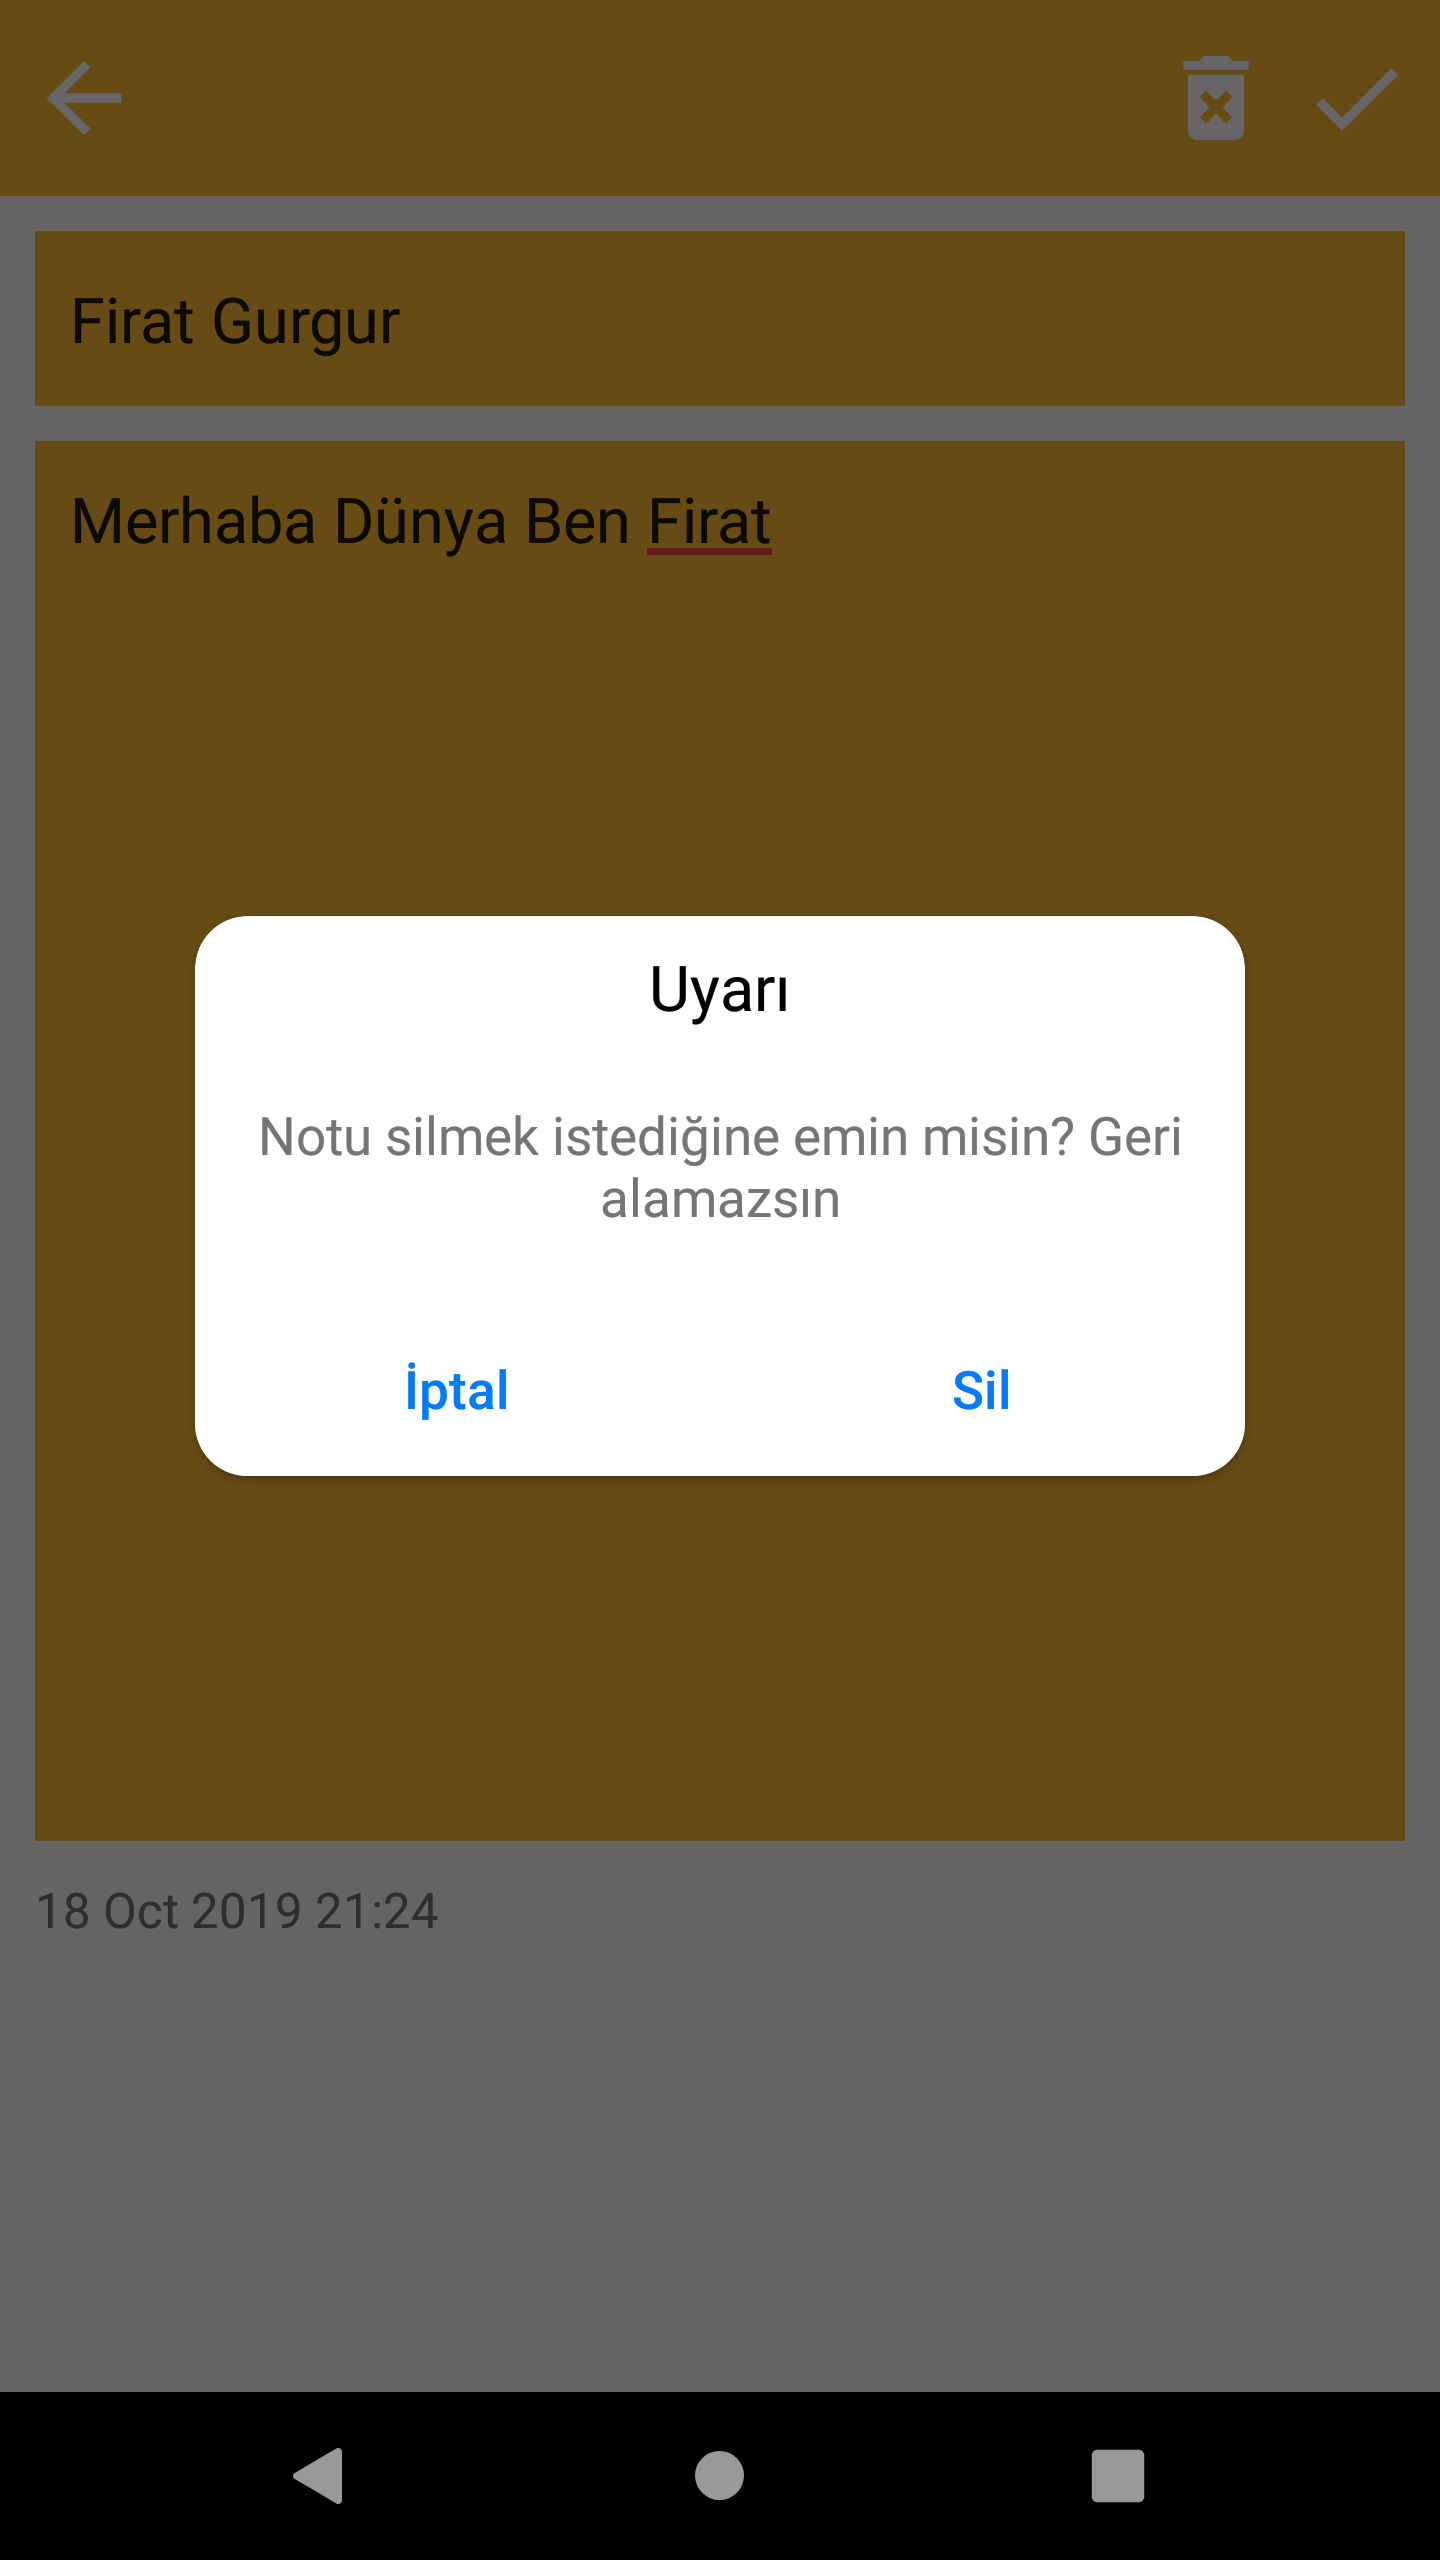 Firat Gurgur
Merhaba Dünya Ben Firat
Uyarı
Notu silmek istediğine emin misin? Geri
alamazsın
İptal
Sil
18 Oct 2019 21:24